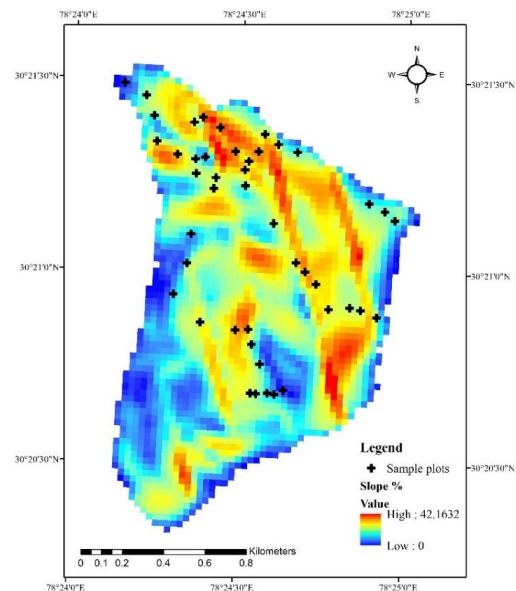 78°24'0"E 78°24'30"E 78°25'0"E
N
W E
S
30°21'30"N 30°21'30"N
30°21'0"N 30°21'0"N
30°20'30"N 30°20'30"N
Legend
Sample plots
Slope %
Value
High : 42.1632
Low : 0
Kilometers
0 0.1 0.2 0.4 0.6 0.8
78°24'0"E 78°24'30"E 78°25'0"E